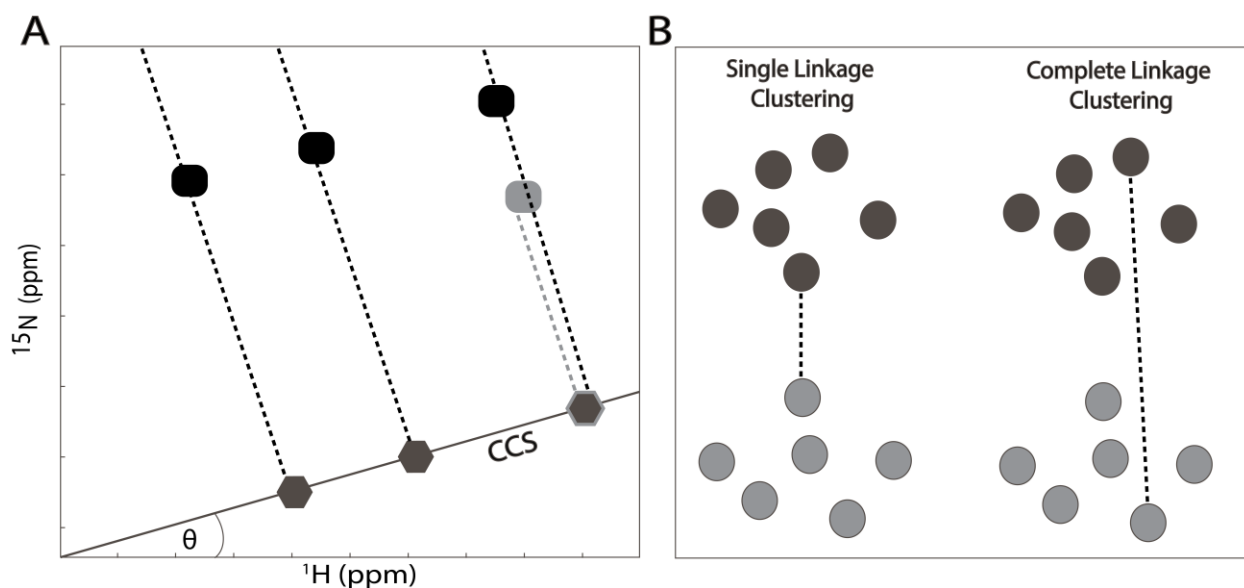 A
15N (ppm)
CCS
θ
¹H (ppm)
B
Single Linkage
Clustering
Complete Linkage
Clustering